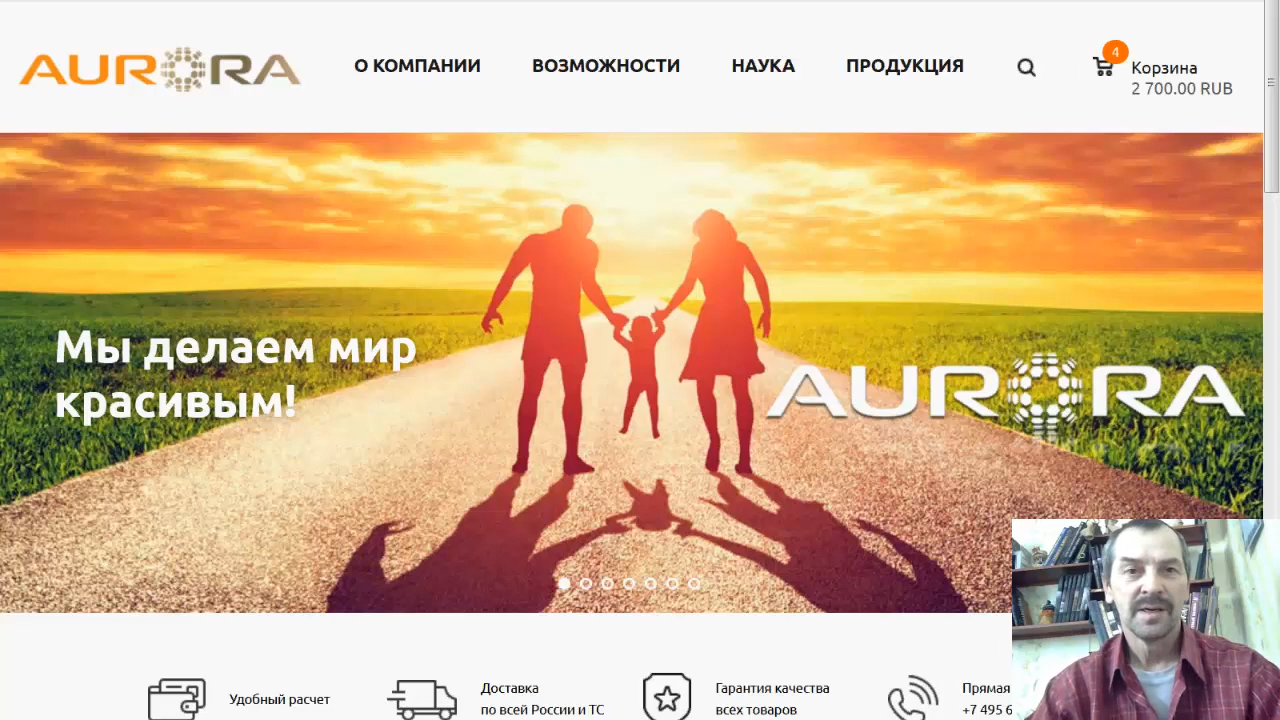 AURORA
О КОМПАНИИ
ВОЗМОЖНОСТИ
НАУКА
ПРОДУКЦИЯ
4
Корзина
2 700.00 RUB
Мы делаем мир
красивым!
AURORA
Удобный расчет
Доставка
по всей России и ТС
Гарантия качества
всех товаров
Прямая
+7 495 6